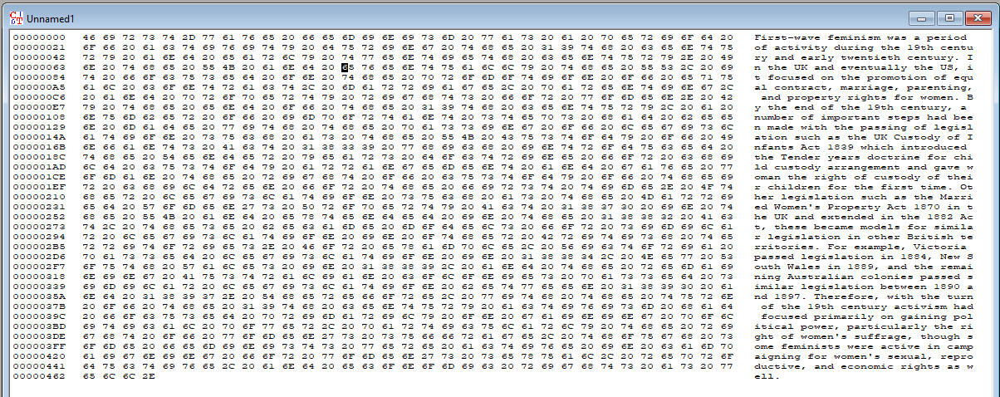 CI
6T
Unnamed1
00000000 46 69 72 73 74 2D 77 61 76 65 20 66 65 6D 69 6E 69 73 6D 20 77 61 73 20 61 20 70 65 72 69 6F 64 20 First-wave feminism was a period
00000021 6F 66 20 61 63 74 69 76 69 74 79 20 64 75 72 69 6E 67 20 74 68 65 20 31 39 74 68 20 63 65 6E 74 75 of activity during the 19th centu
00000042 72 79 20 61 6E 64 20 65 61 72 6C 79 20 74 77 65 6E 74 69 65 74 68 20 63 65 6E 74 75 72 79 2E 20 49 ry and early twentieth century. I
00000063 6E 20 74 68 65 20 55 4B 20 61 6E 64 20 65 76 65 6E 74 75 61 6C 6C 79 20 74 68 65 20 55 53 2C 20 69 n the UK and eventually the US, i
00000084 74 20 66 6F 63 75 73 65 64 20 6F 6E 20 74 68 65 20 70 72 6F 6D 6F 74 69 6F 6E 20 6F 66 20 65 71 75 t focused on the promotion of equ
000000A5 61 6C 20 63 6F 6E 74 72 61 63 74 2C 20 6D 61 72 72 69 61 67 65 2C 20 70 61 72 65 6E 74 69 6E 67 2C al contract, marriage, parenting,
000000C6 20 61 6E 64 20 70 72 6F 70 65 72 74 79 20 72 69 67 68 74 73 20 66 6F 72 20 77 6F 6D 65 6E 2E 20 42 and property rights for women. B
000000E7 79 20 74 68 65 20 65 6E 64 20 6F 66 20 74 68 65 20 31 39 74 68 20 63 65 6E 74 75 72 79 2C 20 61 20 y the end of the 19th century, a
00000108 6E 75 6D 62 65 72 20 6F 66 20 69 6D 70 6F 72 74 61 6E 74 20 73 74 65 70 73 20 68 61 64 20 62 65 65 number of important steps had bee
00000129 6E 20 6D 61 64 65 20 77 69 74 68 20 74 68 65 20 70 61 73 73 69 6E 67 20 6F 66 20 6C 65 67 69 73 6C n made with the passing of legisl
0000014A 61 74 69 6F 6E 20 73 75 63 68 20 61 73 20 74 68 65 20 55 4B 20 43 75 73 74 6F 64 79 20 6F 66 20 49 ation such as the UK Custody of I
0000016B 6E 66 61 6E 74 73 20 41 63 74 20 31 38 33 39 20 77 68 69 63 68 20 69 6E 74 72 6F 64 75 63 65 64 20 nfants Act 1839 which introduced
0000018C 74 68 65 20 54 65 6E 64 65 72 20 79 65 61 72 73 20 64 6F 63 74 72 69 6E 65 20 66 6F 72 20 63 68 69 the Tender years doctrine for chi
000001AD 6C 64 20 63 75 73 74 6F 64 79 20 61 72 72 61 6E 67 65 6D 65 6E 74 20 61 6E 64 20 67 61 76 65 20 77 ld custody arrangement and gave w
000001CE 6F 6D 61 6E 20 74 68 65 20 72 69 67 68 74 20 6F 66 20 63 75 73 74 6F 64 79 20 6F 66 20 74 68 65 69 oman the right of custody of thei
000001EF 72 20 63 68 69 6C 64 72 65 6E 20 66 6F 72 20 74 68 65 20 66 69 72 73 74 20 74 69 6D 65 2E 20 4F 74 r children for the first time. Ot
00000210 68 65 72 20 6C 65 67 69 73 6C 61 74 69 6F 6E 20 73 75 63 68 20 61 73 20 74 68 65 20 4D 61 72 72 69 her legislation such as the Marri
00000231 65 64 20 57 6F 6D 65 6E 27 73 20 50 72 6F 70 65 72 74 79 20 41 63 74 20 31 38 37 30 20 69 6E 20 74 ed Women's Property Act 1870 in t
00000252 68 65 20 55 4B 20 61 6E 64 20 65 78 74 65 6E 64 65 64 20 69 6E 20 74 68 65 20 31 38 38 32 20 41 63 he UK and extended in the 1882 Ac
00000273 74 2C 20 74 68 65 73 65 20 62 65 63 61 6D 65 20 6D 6F 64 65 6C 73 20 66 6F 72 20 73 69 6D 69 6C 61 t, these became models for simila
00000294 72 20 6C 65 67 69 73 6C 61 74 69 6F 6E 20 69 6E 20 6F 74 68 65 72 20 42 72 69 74 69 73 68 20 74 65 r legislation in other British te
000002B5 72 72 69 74 6F 72 69 65 73 2E 20 46 6F 72 20 65 78 61 6D 70 6C 65 2C 20 56 69 63 74 6F 72 69 61 20 rritories. For example, Victoria
000002D6 70 61 73 73 65 64 20 6C 65 67 69 73 6C 61 74 69 6F 6E 20 69 6E 20 31 38 38 34 2C 20 4E 65 77 20 53 passed legislation in 1884, New S
000002F7 6F 75 74 68 20 57 61 6C 65 73 20 69 6E 20 31 38 38 39 2C 20 61 6E 64 20 74 68 65 20 72 65 6D 61 69 outh Wales in 1889, and the remai
00000318 6E 69 6E 67 20 41 75 73 74 72 61 6C 69 61 6E 20 63 6F 6C 6F 6E 69 65 73 20 70 61 73 73 65 64 20 73 ning Australian colonies passed s
00000339 69 6D 69 6C 61 72 20 6C 65 67 69 73 6C 61 74 69 6F 6E 20 62 65 74 77 65 65 6E 20 31 38 39 30 20 61 imilar legislation between 1890 a
0000035A 6E 64 20 31 38 39 37 2E 20 54 68 65 72 65 66 6F 72 65 2C 20 77 69 74 68 20 74 68 65 20 74 75 72 6E nd 1897. Therefore, with the turn
0000037B 20 6F 66 20 74 68 65 20 31 39 74 68 20 63 65 6E 74 75 72 79 20 61 63 74 69 76 69 73 6D 20 68 61 64 of the 19th century activism had
0000039C 20 66 6F 63 75 73 65 64 20 70 72 69 6D 61 72 69 6C 79 20 6F 6E 20 67 61 69 6E 69 6E 67 20 70 6F 6C focused primarily on gaining pol
000003BD 69 74 69 63 61 6C 20 70 6F 77 65 72 2C 20 70 61 72 74 69 63 75 6C 61 72 6C 79 20 74 68 65 20 72 69 itical power, particularly the ri
000003DE 67 68 74 20 6F 66 20 77 6F 6D 65 6E 27 73 20 73 75 66 66 72 61 67 65 2C 20 74 68 6F 75 67 68 20 73 ght of women's suffrage, though s
000003FF 6F 6D 65 20 66 65 6D 69 6E 69 73 74 73 20 77 65 72 65 20 61 63 74 69 76 65 20 69 6E 20 63 61 6D 70 ome feminists were active in camp
00000420 61 69 67 6E 69 6E 67 20 66 6F 72 20 77 6F 6D 65 6E 27 73 20 73 65 78 75 61 6C 2C 20 72 65 70 72 6F aigning for women's sexual, repro
00000441 64 75 63 74 69 76 65 2C 20 61 6E 64 20 65 63 6F 6E 6F 6D 69 63 20 72 69 67 68 74 73 20 61 73 20 77 ductive, and economic rights as w
00000462 65 6C 6C 2E ell.